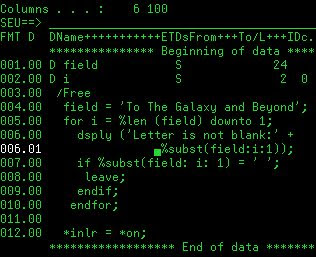 Columns . . . :    6 100
SEU==>
FMT D  DName+++++++++++ETDsFrom+++To/L+++IDc.
       *************** Beginning of data ****
001.00 D field           S             24
002.00 D i               S              2  0
003.00  /Free
004.00   field = 'To The Galaxy and Beyond';
005.00   for i = %len (field) downto 1;
006.00     dsply ('Letter is not blank:' +
006.01              %subst(field:i:1));
007.00     if %subst(field: i: 1) = ' ';
008.00      leave;
009.00     endif;
010.00    endfor;
011.00
012.00   *inlr = *on;
       ***************** End of data *******